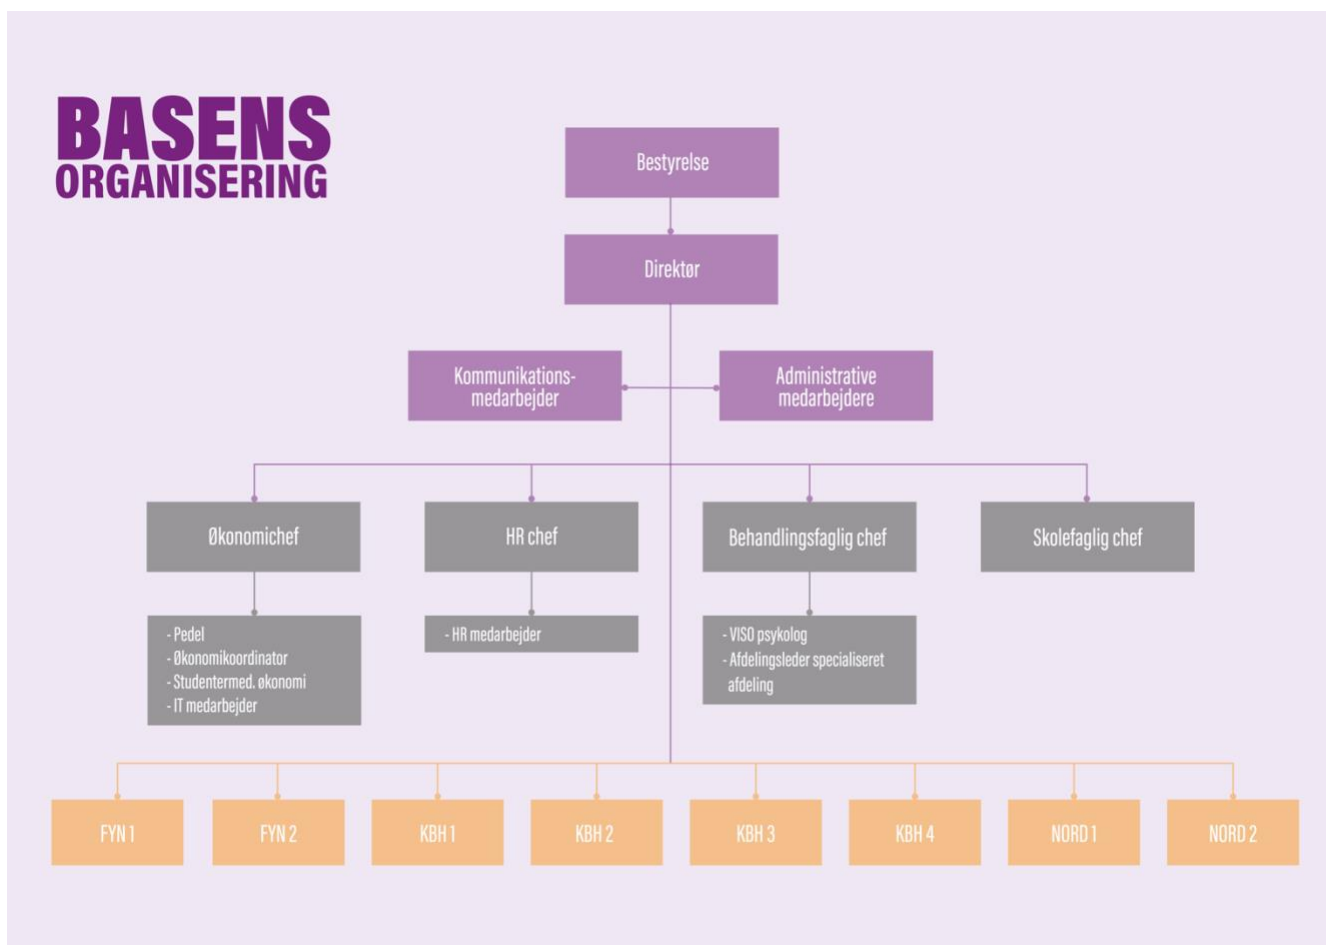 BASENS
ORGANISERING
Bestyrelse
Direktør
Kommunikations-
medarbejder
Administrative
medarbejdere
Økonomichef
HR chef
Behandlingsfaglig chef
Skolefaglig chef
- Pedel
- Økonomikoordinator
- Studentermed. økonomi
- IT medarbejder
- HR medarbejder
- VISO psykolog
- Afdelingsleder specialiseret
afdeling
FYN 1
FYN 2
KBH 1
KBH 2
KBH 3
KBH 4
NORD 1
NORD 2